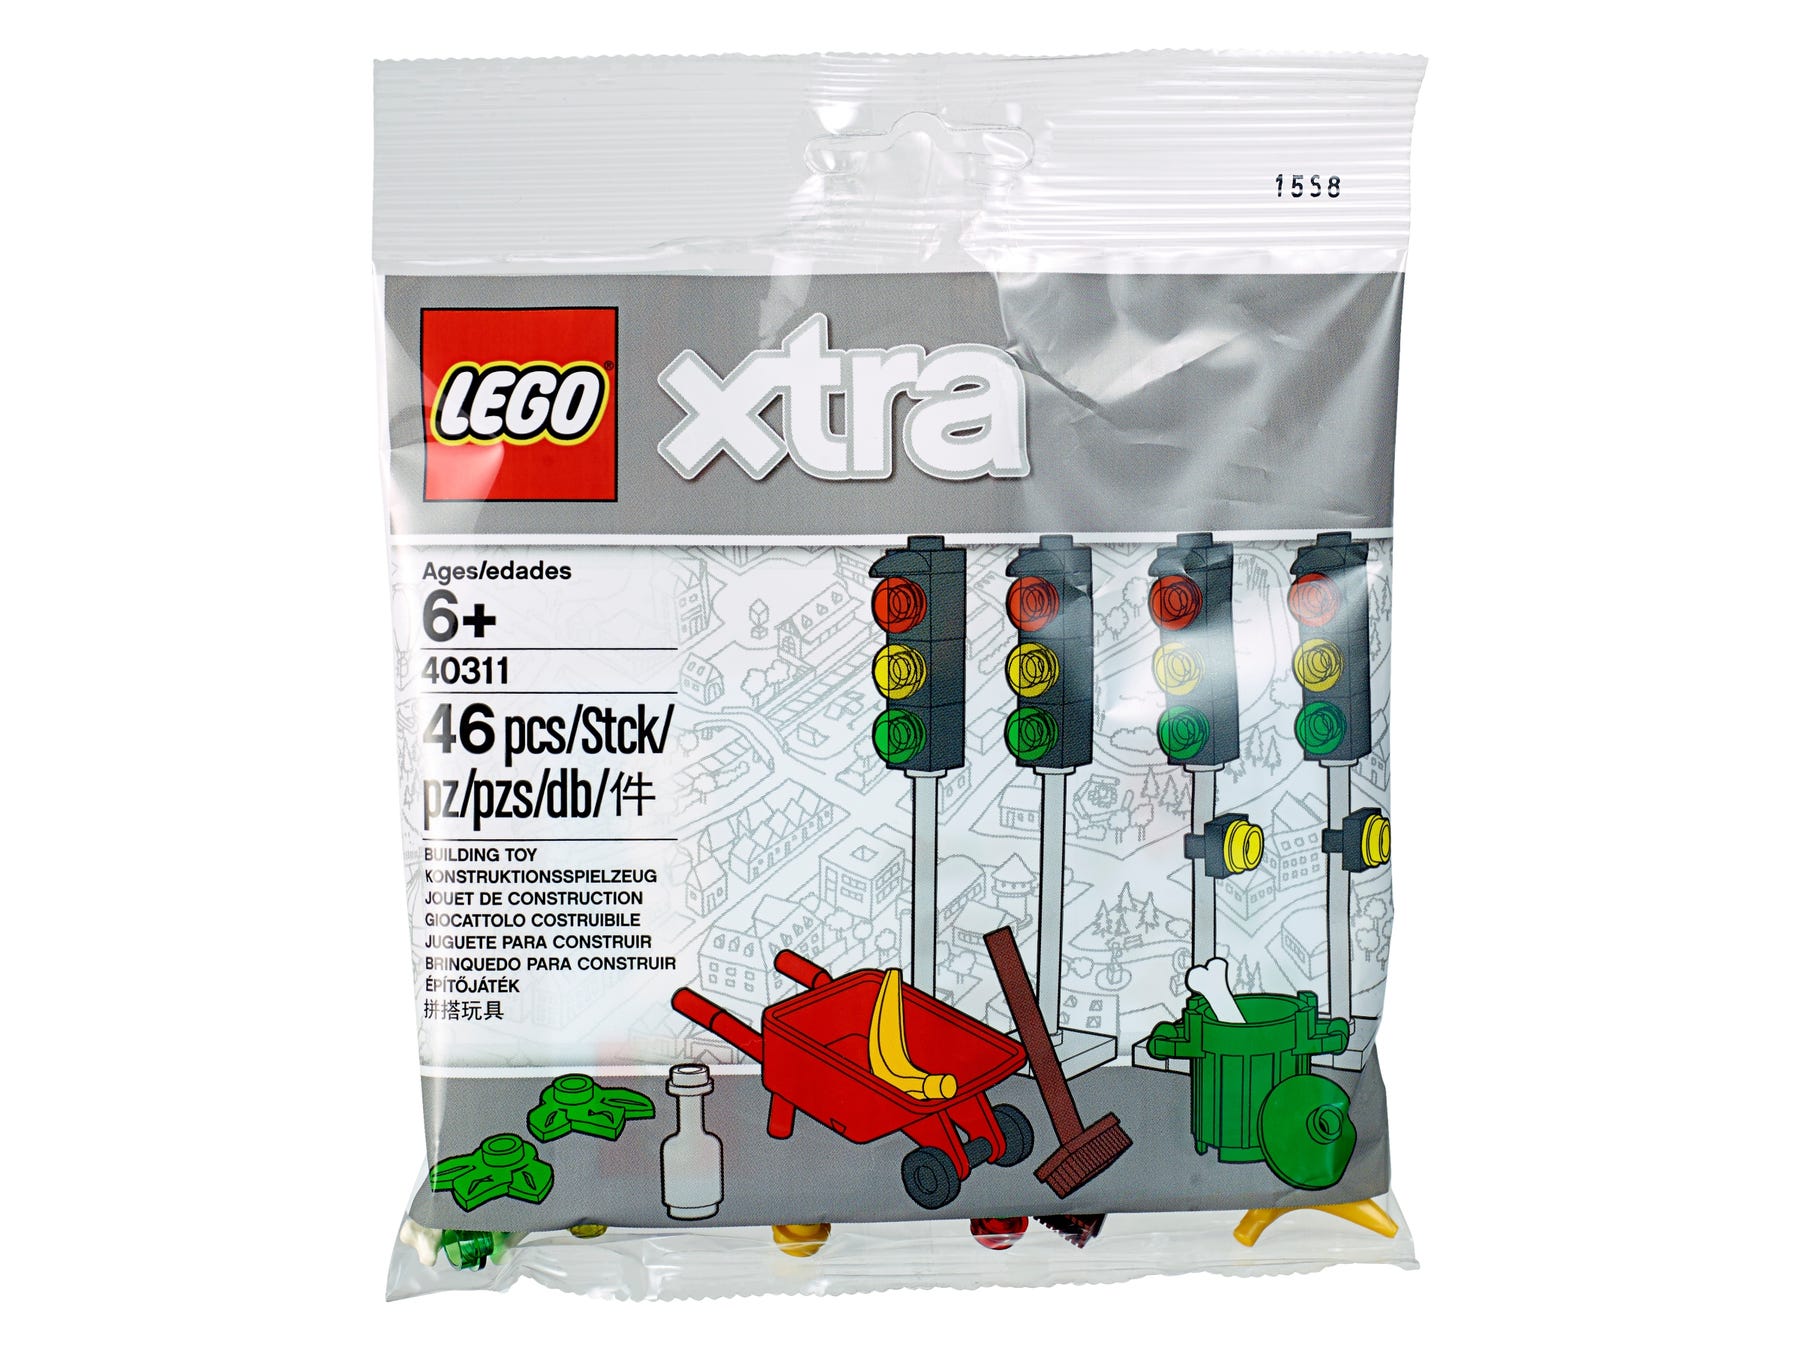 15S8
LEGO®
xtra
Ages/edades
6+
40311
46 pcs/Stck/
pz/pzs/db/件
BUILDING TOY
KONSTRUKTIONSSPIELZEUG
JOUET DE CONSTRUCTION
GIOCATTOLO COSTRUIBILE
JUGUETE PARA CONSTRUIR
BRINQUEDO PARA CONSTRUIR
ÉPÍTŐJÁTÉK
拼搭玩具